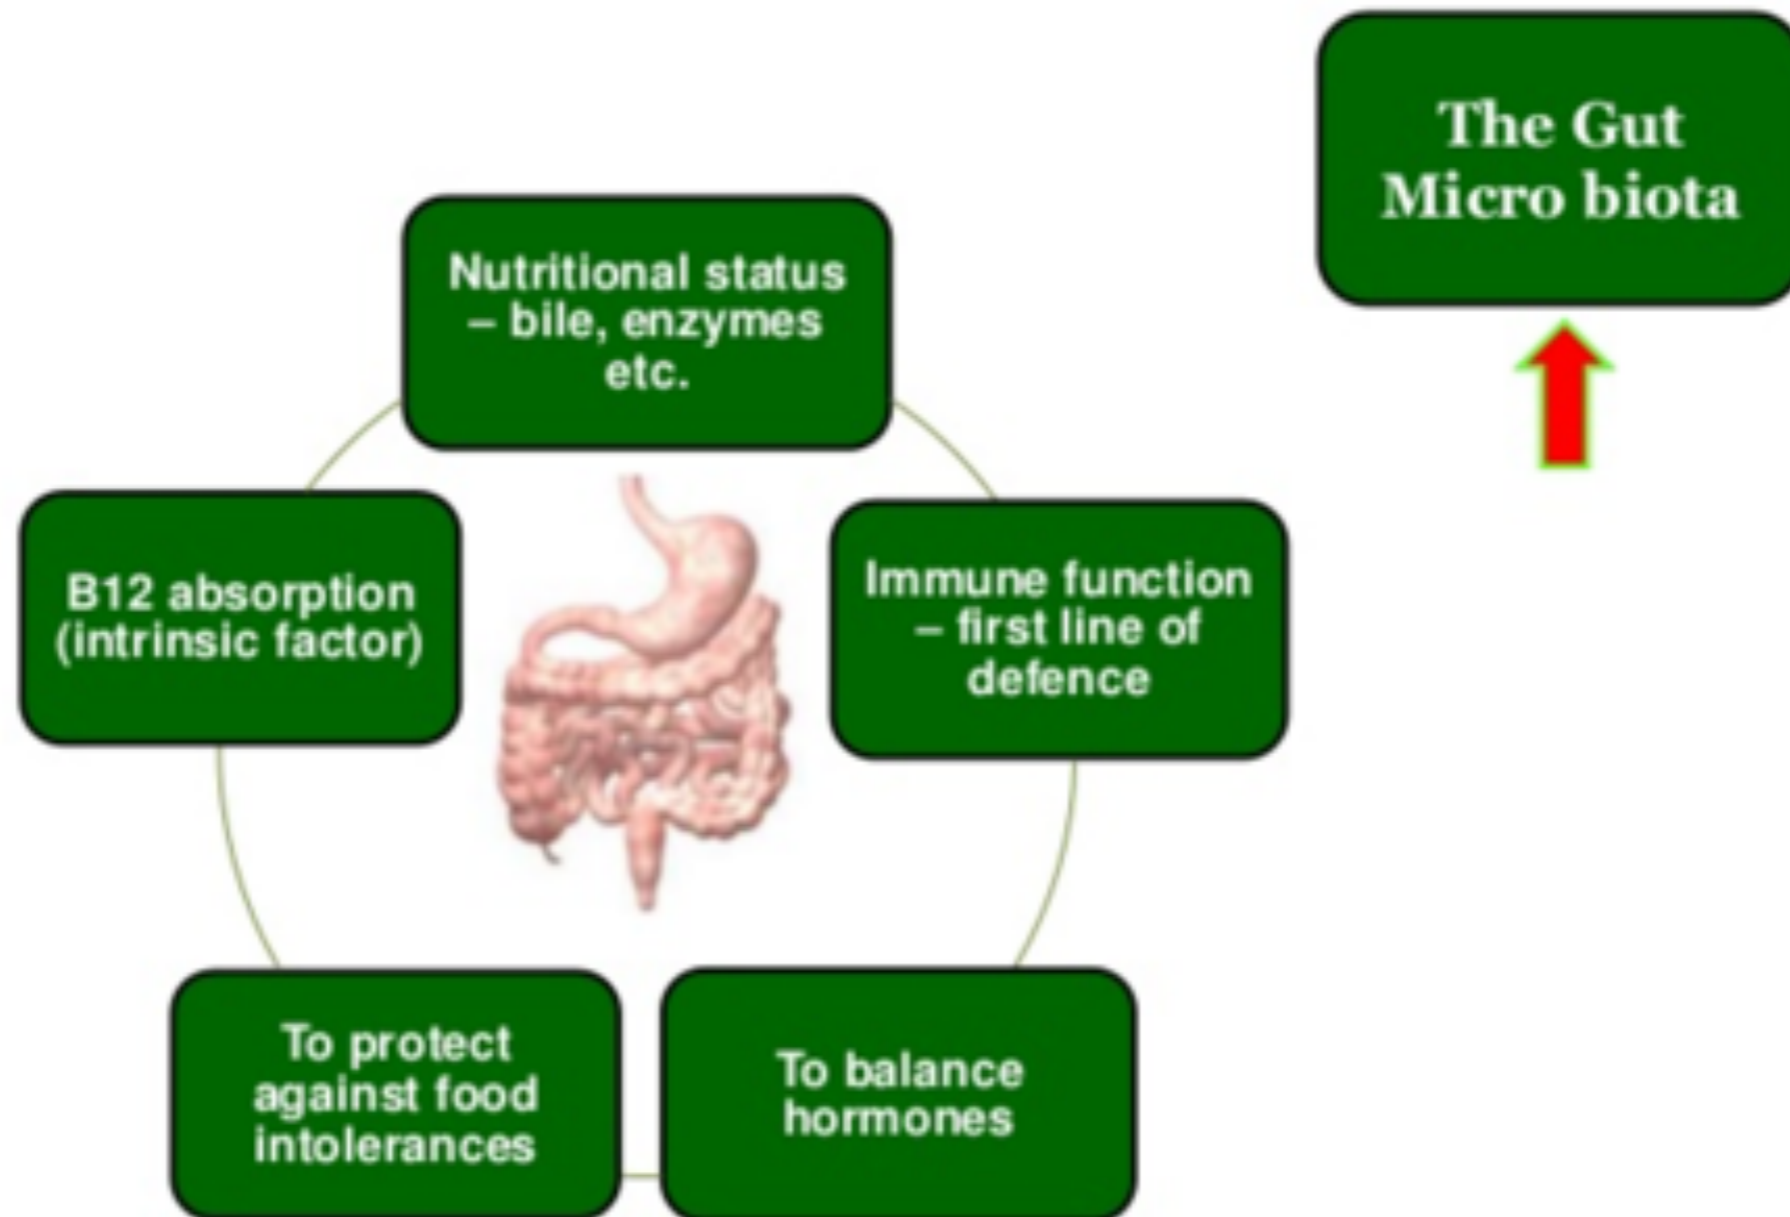 The Gut
Micro biota
Nutritional status
– bile, enzymes
etc.
B12 absorption
(intrinsic factor)
Immune function
– first line of
defence
To protect
against food
intolerances
To balance
hormones